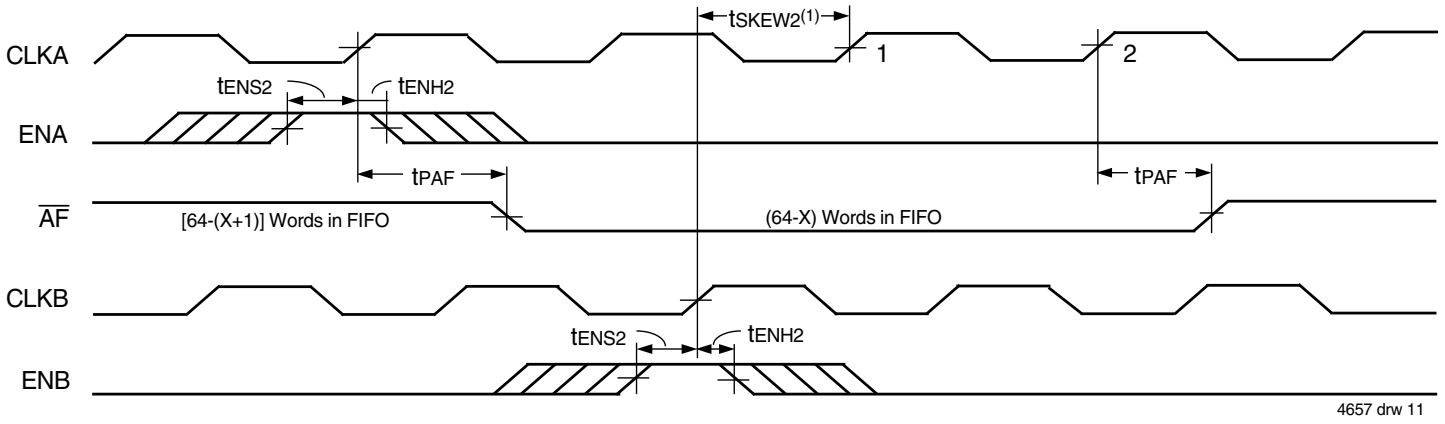 tSKEW2(1)
CLKA
1
2
tENS2
tENH2
ENA
tPAF
tPAF
AF
[64-(X+1)] Words in FIFO
(64-X) Words in FIFO
CLKB
tENS2
tENH2
ENB
4657 drw 11